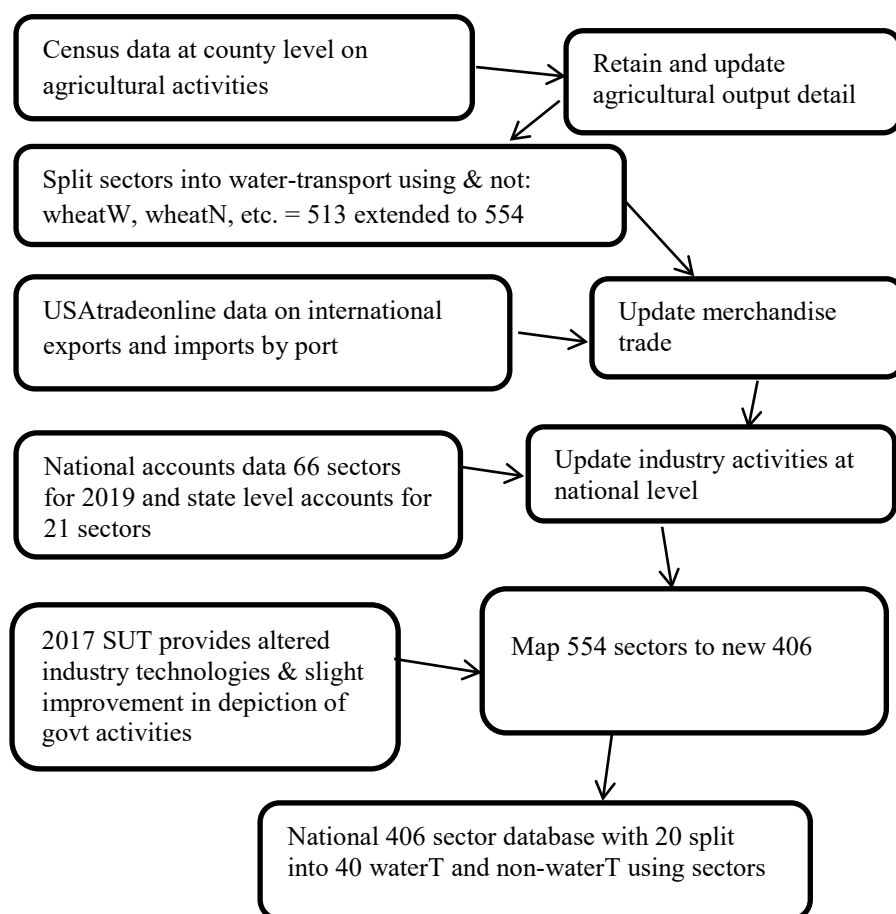 Census data at county level on
agricultural activities
Retain and update
agricultural output detail
Split sectors into water-transport using & not:
wheatW, wheatN, etc. = 513 extended to 554
USAtradeonline data on international
exports and imports by port
Update merchandise
trade
National accounts data 66 sectors
for 2019 and state level accounts for
21 sectors
Update industry activities at
national level
2017 SUT provides altered
industry technologies & slight
improvement in depiction of
govt activities
Map 554 sectors to new 406
National 406 sector database with 20 split
into 40 waterT and non-waterT using sectors